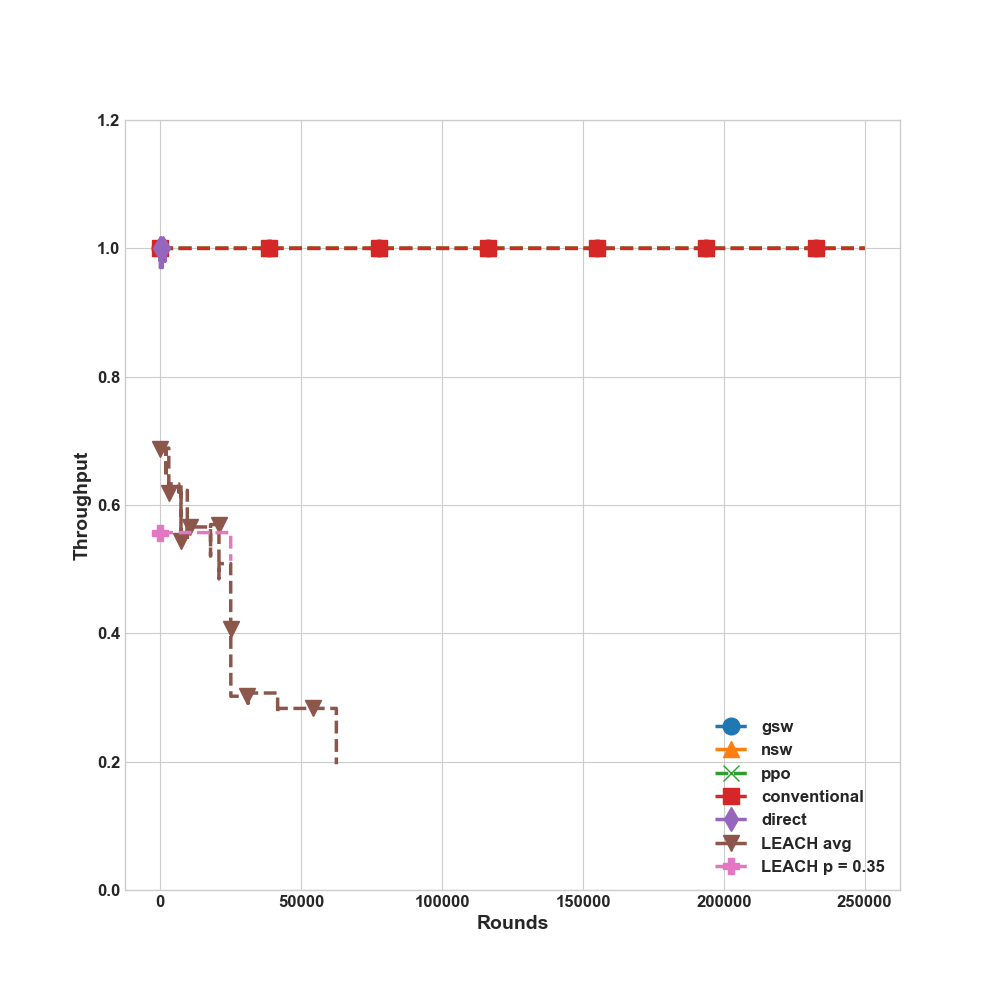 1.2
1.0
0.8
0.6
0.4
0.2
0.0
Throughput
0
50000
100000
150000
200000
250000
Rounds
gsw
nsw
ppo
conventional
direct
LEACH avg
LEACH p = 0.35